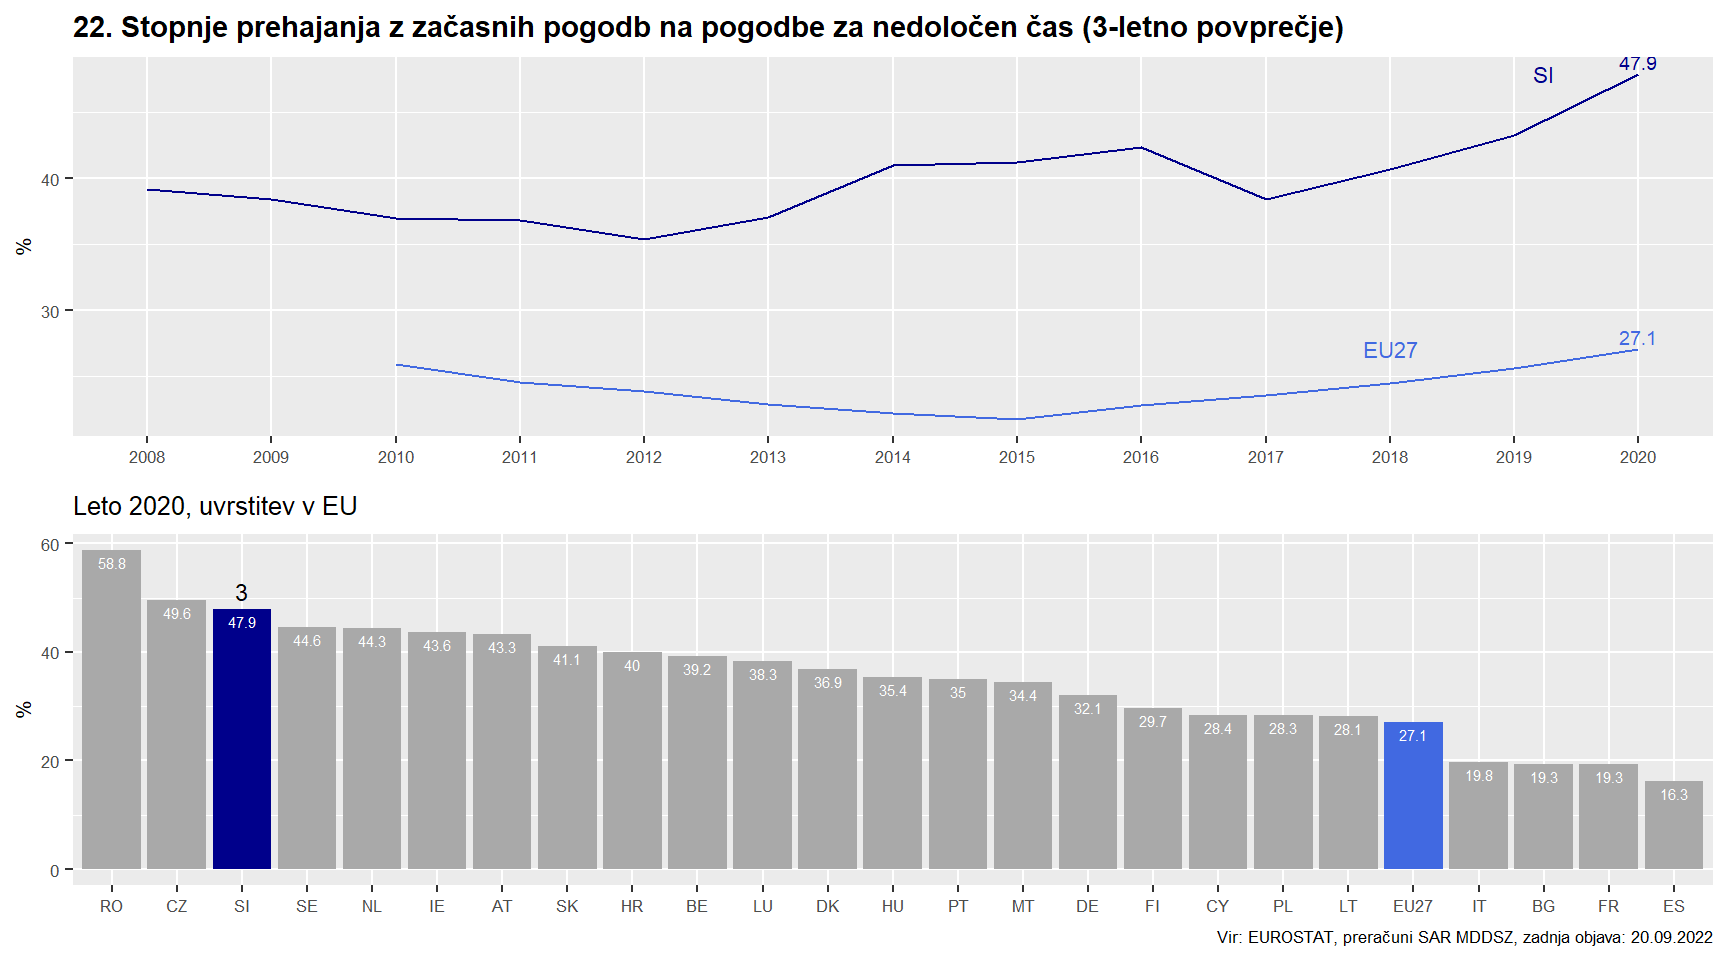 22. Stopnje prehajanja z začasnih pogodb na pogodbe za nedoločen čas (3-letno povprečje)
SI
47.9
40
%
30
EU27
27.1
2008 2009 2010 2011 2012 2013 2014 2015 2016 2017 2018 2019 2020
Leto 2020, uvrstitev v EU
60
40
%
20
0
3
58.8 49.6 47.9 44.6 44.3 43.6 43.3 41.1 40 39.2 38.3 36.9 35.4 35 34.4 32.1 29.7 28.4 28.3 28.1 27.1 19.8 19.3 19.3 16.3
RO CZ SI SE NL IE AT SK HR BE LU DK HU PT MT DE FI CY PL LT EU27 IT BG FR ES
Vir: EUROSTAT, preračuni SAR MDDSZ, zadnja objava: 20.09.2022